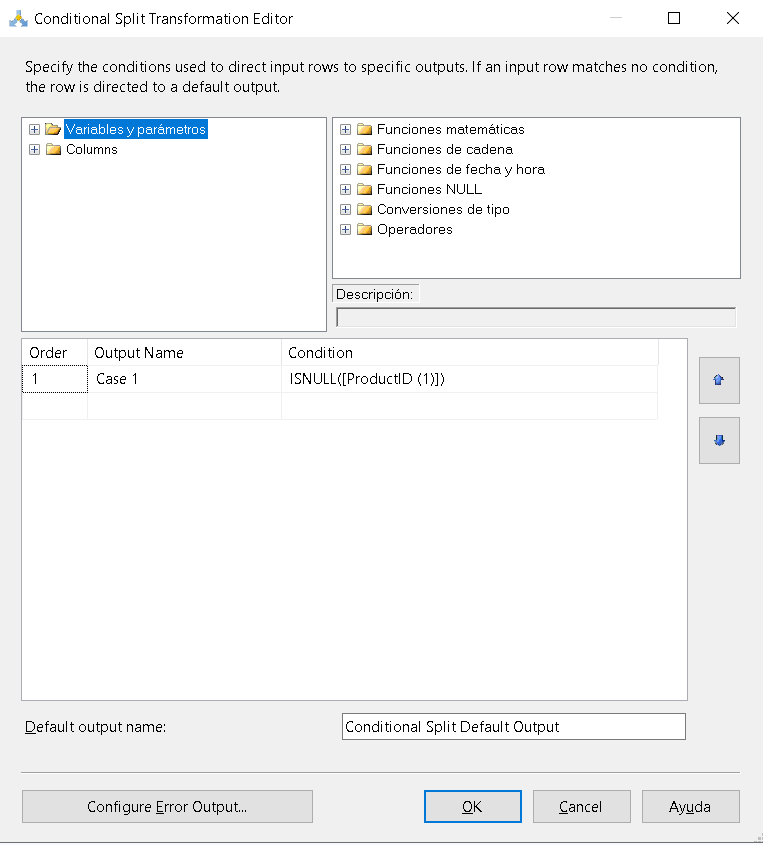 Conditional Split Transformation Editor
Specify the conditions used to direct input rows to specific outputs. If an input row matches no condition,
the row is directed to a default output.
Variables y parámetros
Columns
Funciones matemáticas
Funciones de cadena
Funciones de fecha y hora
Funciones NULL
Conversiones de tipo
Operadores
Descripción:
Order Output Name Condition
1 Case 1 ISNULL([ProductID (1)])
Default output name: Conditional Split Default Output
Configure Error Output... OK Cancel Ayuda